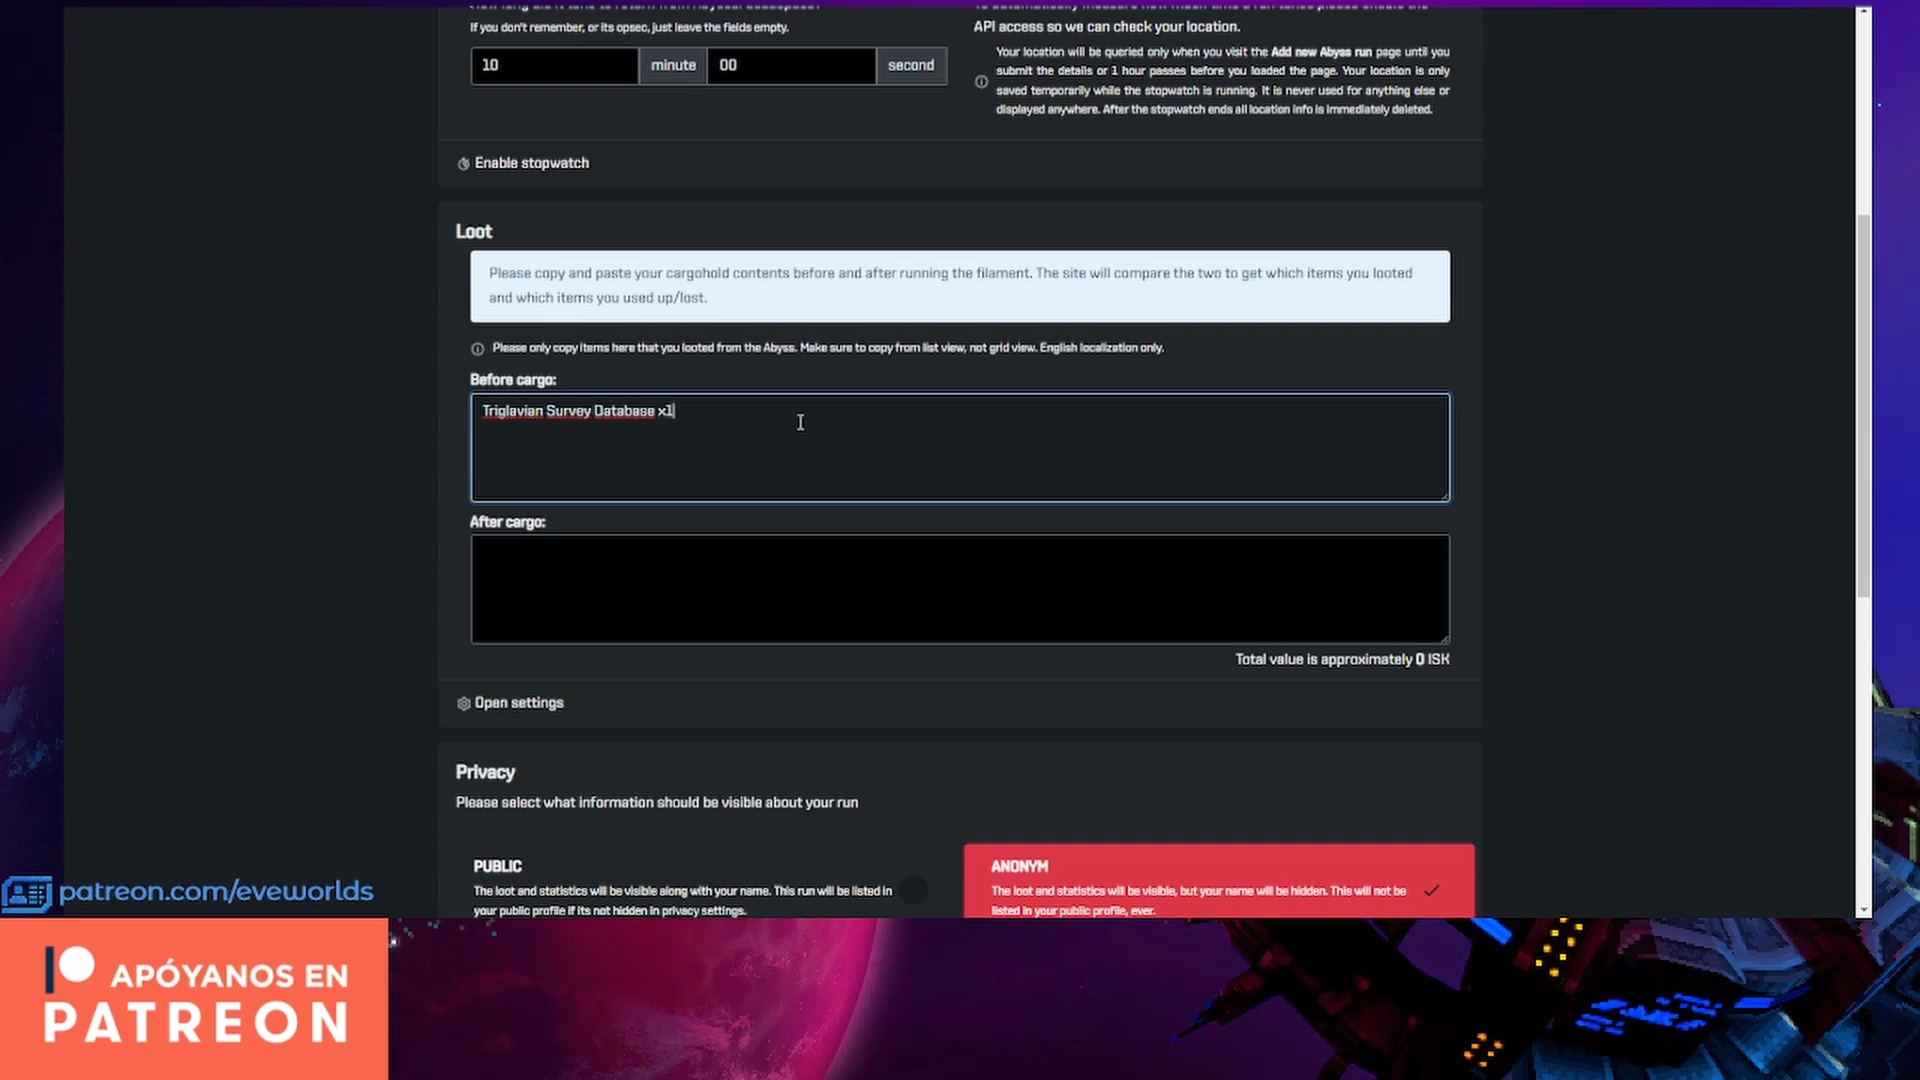 If you don't remember, or its opsec, just leave the fields empty.
10 minute 00 second
API access so we can check your location.
Your location will be queried only when you visit the Add new Abyss run page until you
submit the details or 1 hour passes before you loaded the page. Your location is only
saved temporarily while the stopwatch is running. It is never used for anything else or
displayed anywhere. After the stopwatch ends all location info is immediately deleted.
Enable stopwatch
Loot
Please copy and paste your cargohold contents before and after running the filament. The site will compare the two to get which items you looted
and which items you used up/lost.
Please only copy items here that you looted from the Abyss. Make sure to copy from list view, not grid view. English localization only.
Before cargo:
Triglavian Survey Database x1
After cargo:
Total value is approximately 0 ISK
Open settings
Privacy
Please select what information should be visible about your run
PUBLIC
The loot and statistics will be visible along with your name. This run will be listed in
your public profile if its not hidden in privacy settings.
ANONYM
The loot and statistics will be visible, but your name will be hidden. This will not be
listed in your public profile, ever.
patreon.com/eveworlds
APÓYANOS EN
PATREON